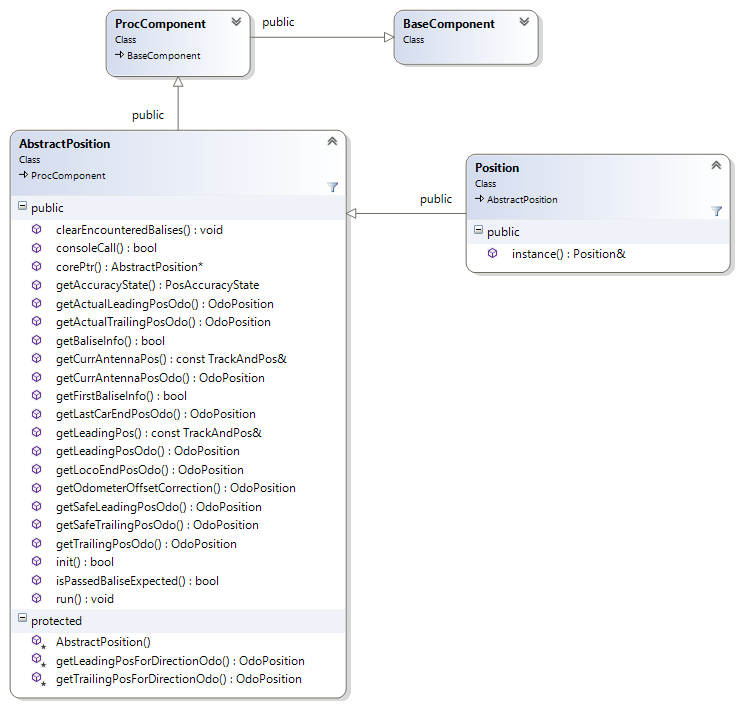 ProcComponent
Class
BaseComponent
public
BaseComponent
Class
public
AbstractPosition
Class
ProcComponent
public
clearEncounteredBalises() : void
consoleCall() : bool
corePtr() : AbstractPosition*
getAccuracyState() : PosAccuracyState
getActualLeadingPosOdo() : OdoPosition
getActualTrailingPosOdo() : OdoPosition
getBaliseInfo() : bool
getCurrAntennaPos() : const TrackAndPos&
getCurrAntennaPosOdo() : OdoPosition
getFirstBaliseInfo() : bool
getLastCarEndPosOdo() : OdoPosition
getLeadingPos() : const TrackAndPos&
getLeadingPosOdo() : OdoPosition
getLocoEndPosOdo() : OdoPosition
getOdometerOffsetCorrection() : OdoPosition
getSafeLeadingPosOdo() : OdoPosition
getSafeTrailingPosOdo() : OdoPosition
getTrailingPosOdo() : OdoPosition
init() : bool
isPassedBaliseExpected() : bool
run() : void
protected
AbstractPosition()
getLeadingPosForDirectionOdo() : OdoPosition
getTrailingPosForDirectionOdo() : OdoPosition
public
Position
Class
AbstractPosition
public
instance() : Position&